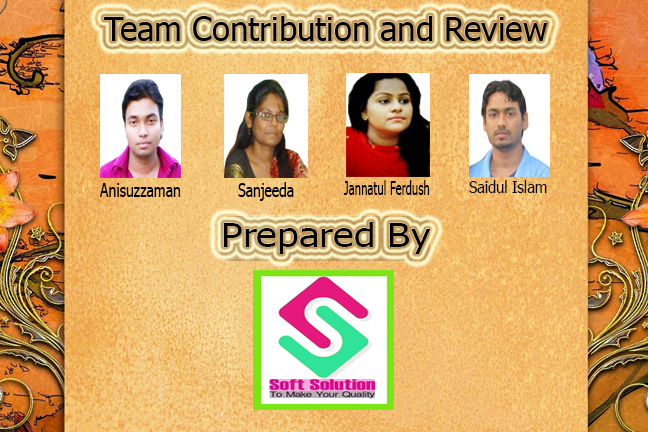 Team Contribution and Review
Anisuzzaman
Sanjeeda
Jannatul Ferdush
Saidul Islam
Prepared By
Soft Solution
To Make Your Quality